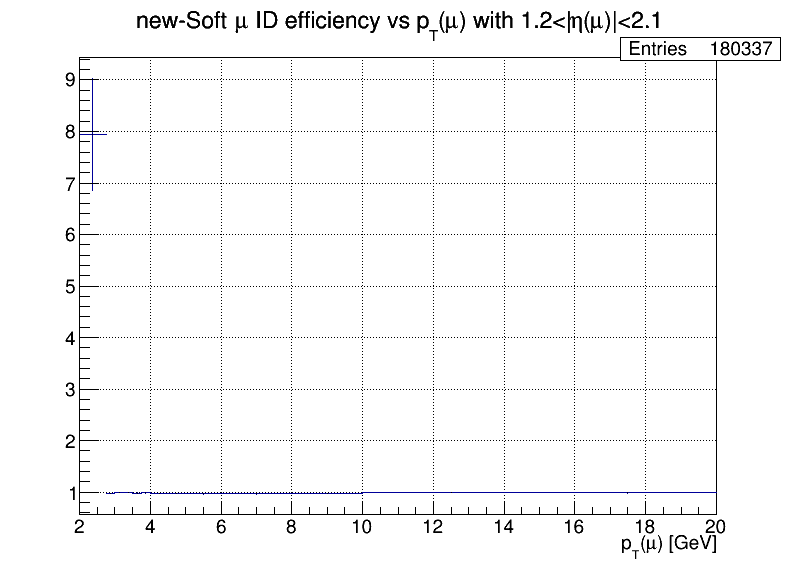 new-Soft μ ID efficiency vs p_T(μ) with 1.2<|η(μ)|<2.1
Entries 180337
9
8
7
6
5
4
3
2
1
2 4 6 8 10 12 14 16 18 20
p_T(μ) [GeV]